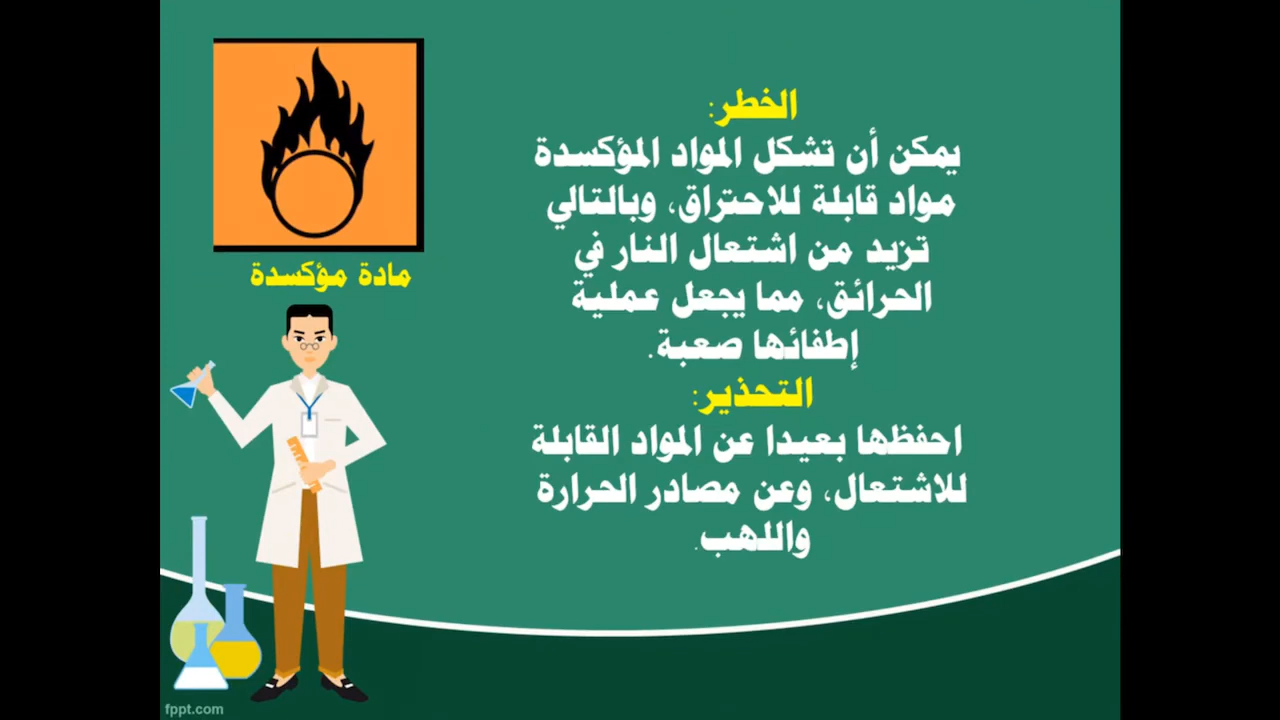 الخطر:
يمكن أن تشكل المواد المؤكسدة
مواد قابلة للاحتراق، وبالتالي
تزيد من اشتعال النار في
الحرائق، مما يجعل عملية
إطفائها صعبة.
التحذير:
احفظها بعيدا عن المواد القابلة
للاشتعال، وعن مصادر الحرارة
واللهب.
مادة مؤكسدة
fppt.com